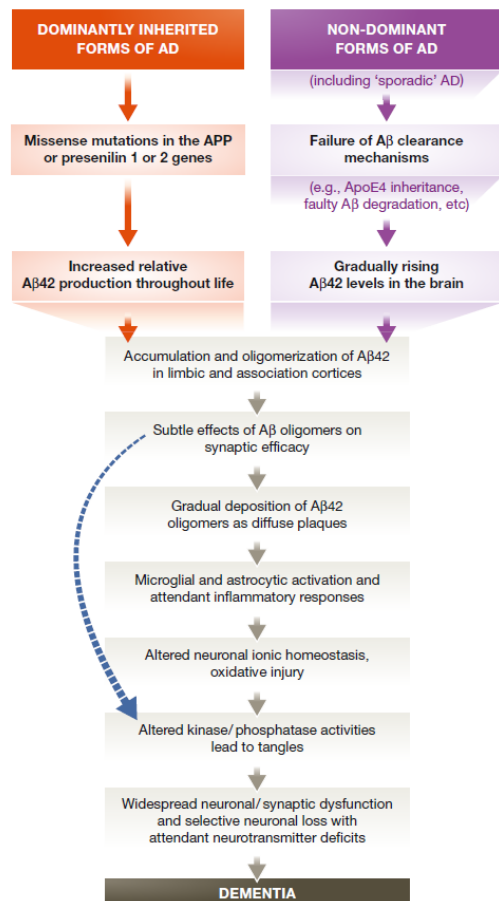 DOMINANTLY INHERITED
FORMS OF AD
NON-DOMINANT
FORMS OF AD
(including ‘sporadic’ AD)
Missense mutations in the APP
or presenilin 1 or 2 genes
Failure of Aβ clearance
mechanisms
(e.g., ApoE4 inheritance,
faulty Aβ degradation, etc)
Increased relative
Aβ42 production throughout life
Gradually rising
Aβ42 levels in the brain
Accumulation and oligomerization of Aβ42
in limbic and association cortices
Subtle effects of Aβ oligomers on
synaptic efficacy
Gradual deposition of Aβ42
oligomers as diffuse plaques
Microglial and astrocytic activation and
attendant inflammatory responses
Altered neuronal ionic homeostasis,
oxidative injury
Altered kinase/phosphatase activities
lead to tangles
Widespread neuronal/synaptic dysfunction
and selective neuronal loss with
attendant neurotransmitter deficits
DEMENTIA